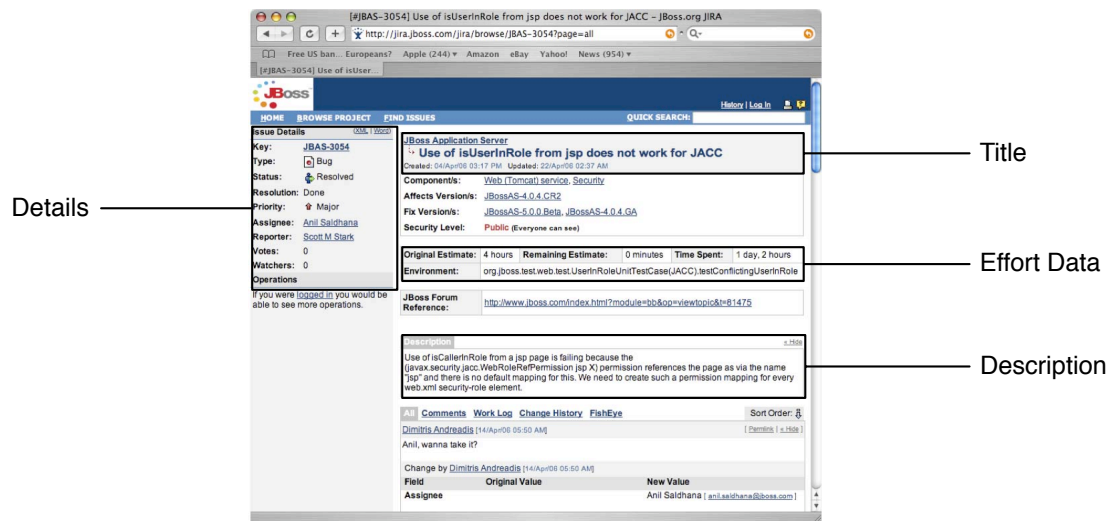 [#JBAS-3054] Use of isUserInRole from jsp does not work for JACC – JBoss.org JIRA
http://jira.jboss.com/jira/browse/JBAS-3054?page=all
Q-
Free US ban... Europeans? Apple (244) Amazon eBay Yahoo! News (954)
[#JBAS-3054] Use of isUser...
JBoss
History | Log In
HOME BROWSE PROJECT FIND ISSUES QUICK SEARCH:
Details
Issue Details (XML | Word)
Key: JBAS-3054
Type: Bug
Status: Resolved
Resolution: Done
Priority: Major
Assignee: Anil Saldhana
Reporter: Scott M Stark
Votes: 0
Watchers: 0
Operations
If you were logged in you would be
able to see more operations.
JBoss Application Server
Use of isUserInRole from jsp does not work for JACC
Created: 04/Apr/06 03:17 PM Updated: 22/Apr/06 02:37 AM
Title
Component/s: Web (Tomcat) service, Security
Affects Version/s: JBossAS-4.0.4.CR2
Fix Version/s: JBossAS-5.0.0.Beta, JBossAS-4.0.4.GA
Security Level: Public (Everyone can see)
Original Estimate: 4 hours Remaining Estimate: 0 minutes Time Spent: 1 day, 2 hours
Environment: org.jboss.test.web.test.UserInRoleUnitTestCase(JACC).testConflictingUserInRole
Effort Data
JBoss Forum
Reference: http://www.jboss.com/index.html?module=bb&op=viewtopic&t=81475
Description « Hide
Use of isCallerInRole from a jsp page is failing because the
(javax.security.jacc.WebRoleRefPermission jsp X) permission references the page as via the name
"jsp" and there is no default mapping for this. We need to create such a permission mapping for every
web.xml security-role element.
Description
All Comments Work Log Change History FishEye Sort Order:
Dimitris Andreadis [14/Apr/06 05:50 AM] [ Permlink | « Hide ]
Anil, wanna take it?
Change by Dimitris Andreadis [14/Apr/06 05:50 AM]
Field Original Value New Value
Assignee Anil Saldhana [ anil.saldhana@jboss.com ]